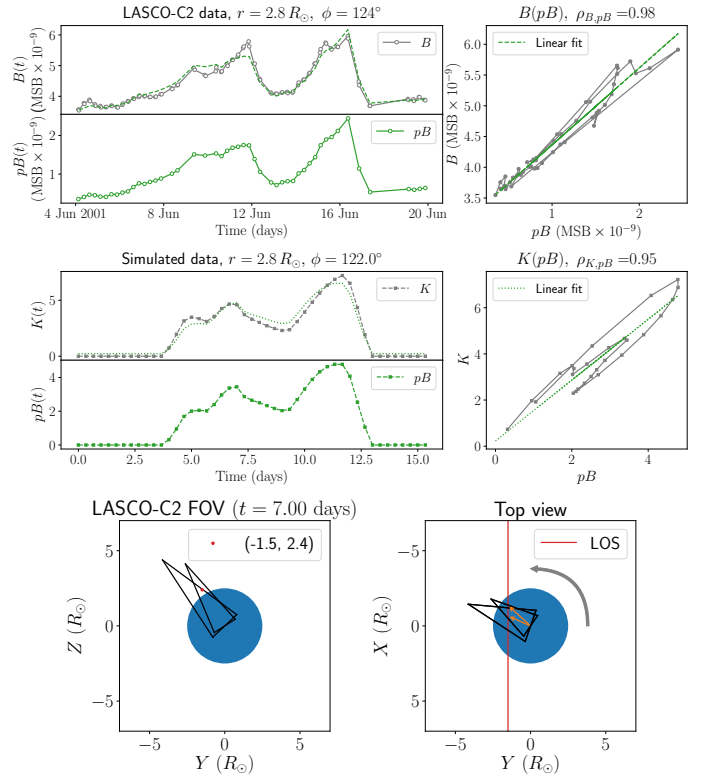 LASCO-C2 data, r = 2.8 R⊙, ϕ = 124°
B(t)
(MSB × 10⁻⁹)
6
5
4
B
pB(t)
(MSB × 10⁻⁹)
2
1
pB
4 Jun 2001
8 Jun
12 Jun
16 Jun
20 Jun
Time (days)
B(pB), ρB,pB =0.98
B (MSB × 10⁻⁹)
6.0
5.5
5.0
4.5
4.0
3.5
Linear fit
1
2
pB (MSB × 10⁻⁹)
Simulated data, r = 2.8 R⊙, ϕ = 122.0°
K(t)
5
0
K
pB(t)
4
2
0
pB
0.0
2.5
5.0
7.5
10.0
12.5
15.0
Time (days)
K(pB), ρK,pB =0.95
K
6
4
2
0
Linear fit
0
2
4
pB
LASCO-C2 FOV (t = 7.00 days)
Z (R⊙)
5
0
−5
(-1.5, 2.4)
−5
0
5
Y (R⊙)
Top view
X (R⊙)
−5
0
5
LOS
−5
0
5
Y (R⊙)